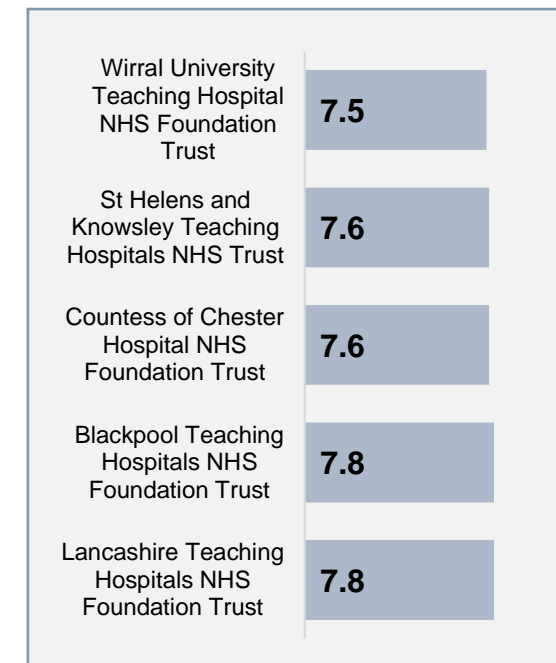 Wirral University
Teaching Hospital
NHS Foundation
Trust
7.5
St Helens and
Knowsley Teaching
Hospitals NHS Trust
7.6
Countess of Chester
Hospital NHS
Foundation Trust
7.6
Blackpool Teaching
Hospitals NHS
Foundation Trust
7.8
Lancashire Teaching
Hospitals NHS
Foundation Trust
7.8